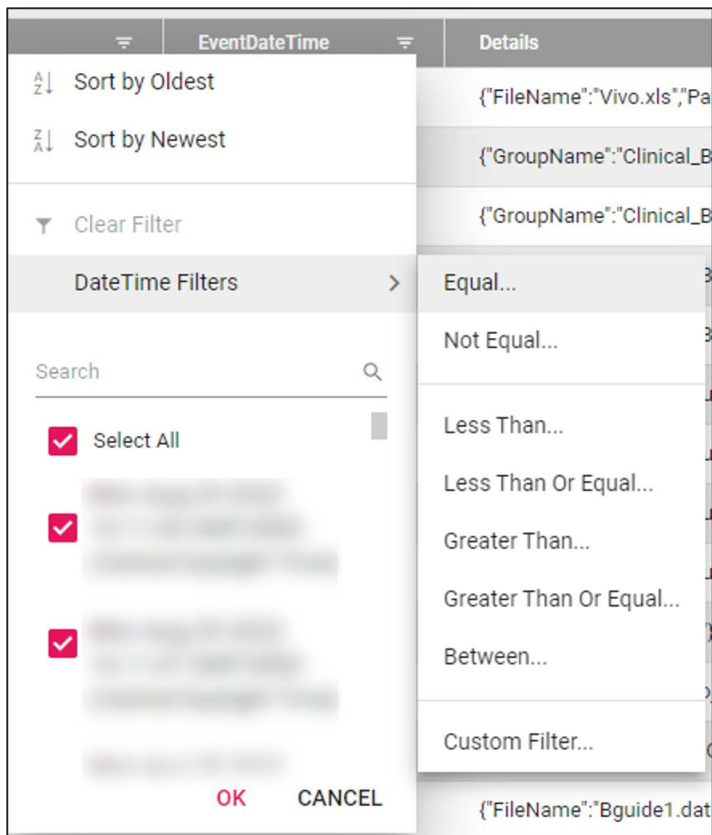 EventDateTime Details
Sort by Oldest
Sort by Newest
Clear Filter
DateTime Filters
Search
Select All
OK CANCEL
Equal...
Not Equal...
Less Than...
Less Than Or Equal...
Greater Than...
Greater Than Or Equal...
Between...
Custom Filter...
{"FileName":"Vivo.xls","Pa
{"GroupName":"Clinical_B
{"GroupName":"Clinical_B
{"FileName":"Bguide1.dat